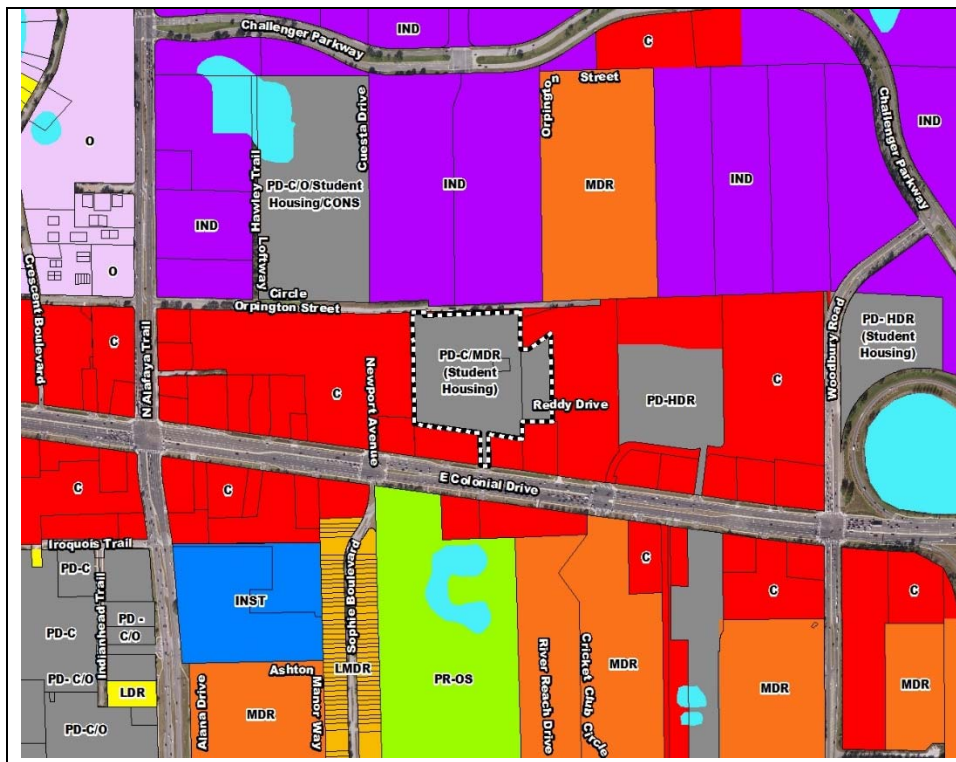 IND
Challenger Parkway
C
Orpington Street
Challenger Parkway
IND
O
Cuesta Drive
Hawley Trail
PD-C/O/Student
Housing/CONS
IND
MDR
IND
IND
Loftway
Circle
O
Crescent Boulevard
N Alafaya Trail
Orpington Street
Woodbury Road
PD- HDR
(Student
Housing)
C
C
Newport Avenue
PD-C/MDR
(Student
Housing)
Reddy Drive
PD-HDR
C
E Colonial Drive
C
C
Iroquois Trail
PD-C
Indianhead Trail
PD -
C/O
PD-C
PD- C/O
LDR
PD-C/O
INST
Alana Drive
Ashton
Manor Way
MDR
Sophie Boulevard
LMDR
PR-OS
River Reach Drive
Cricket Club Circle
MDR
C
C
MDR
C
MDR